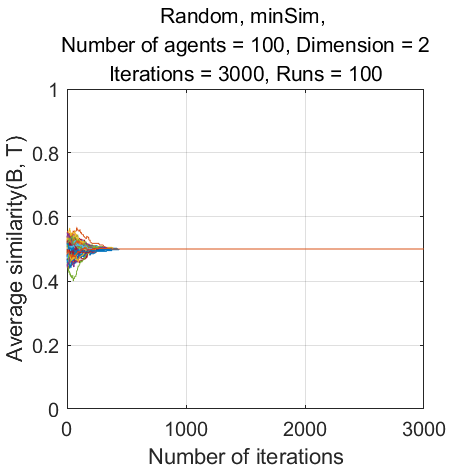 Random, minSim,
Number of agents = 100, Dimension = 2
Iterations = 3000, Runs = 100
Average similarity(B, T)
1
0.8
0.6
0.4
0.2
0
0
1000
2000
3000
Number of iterations